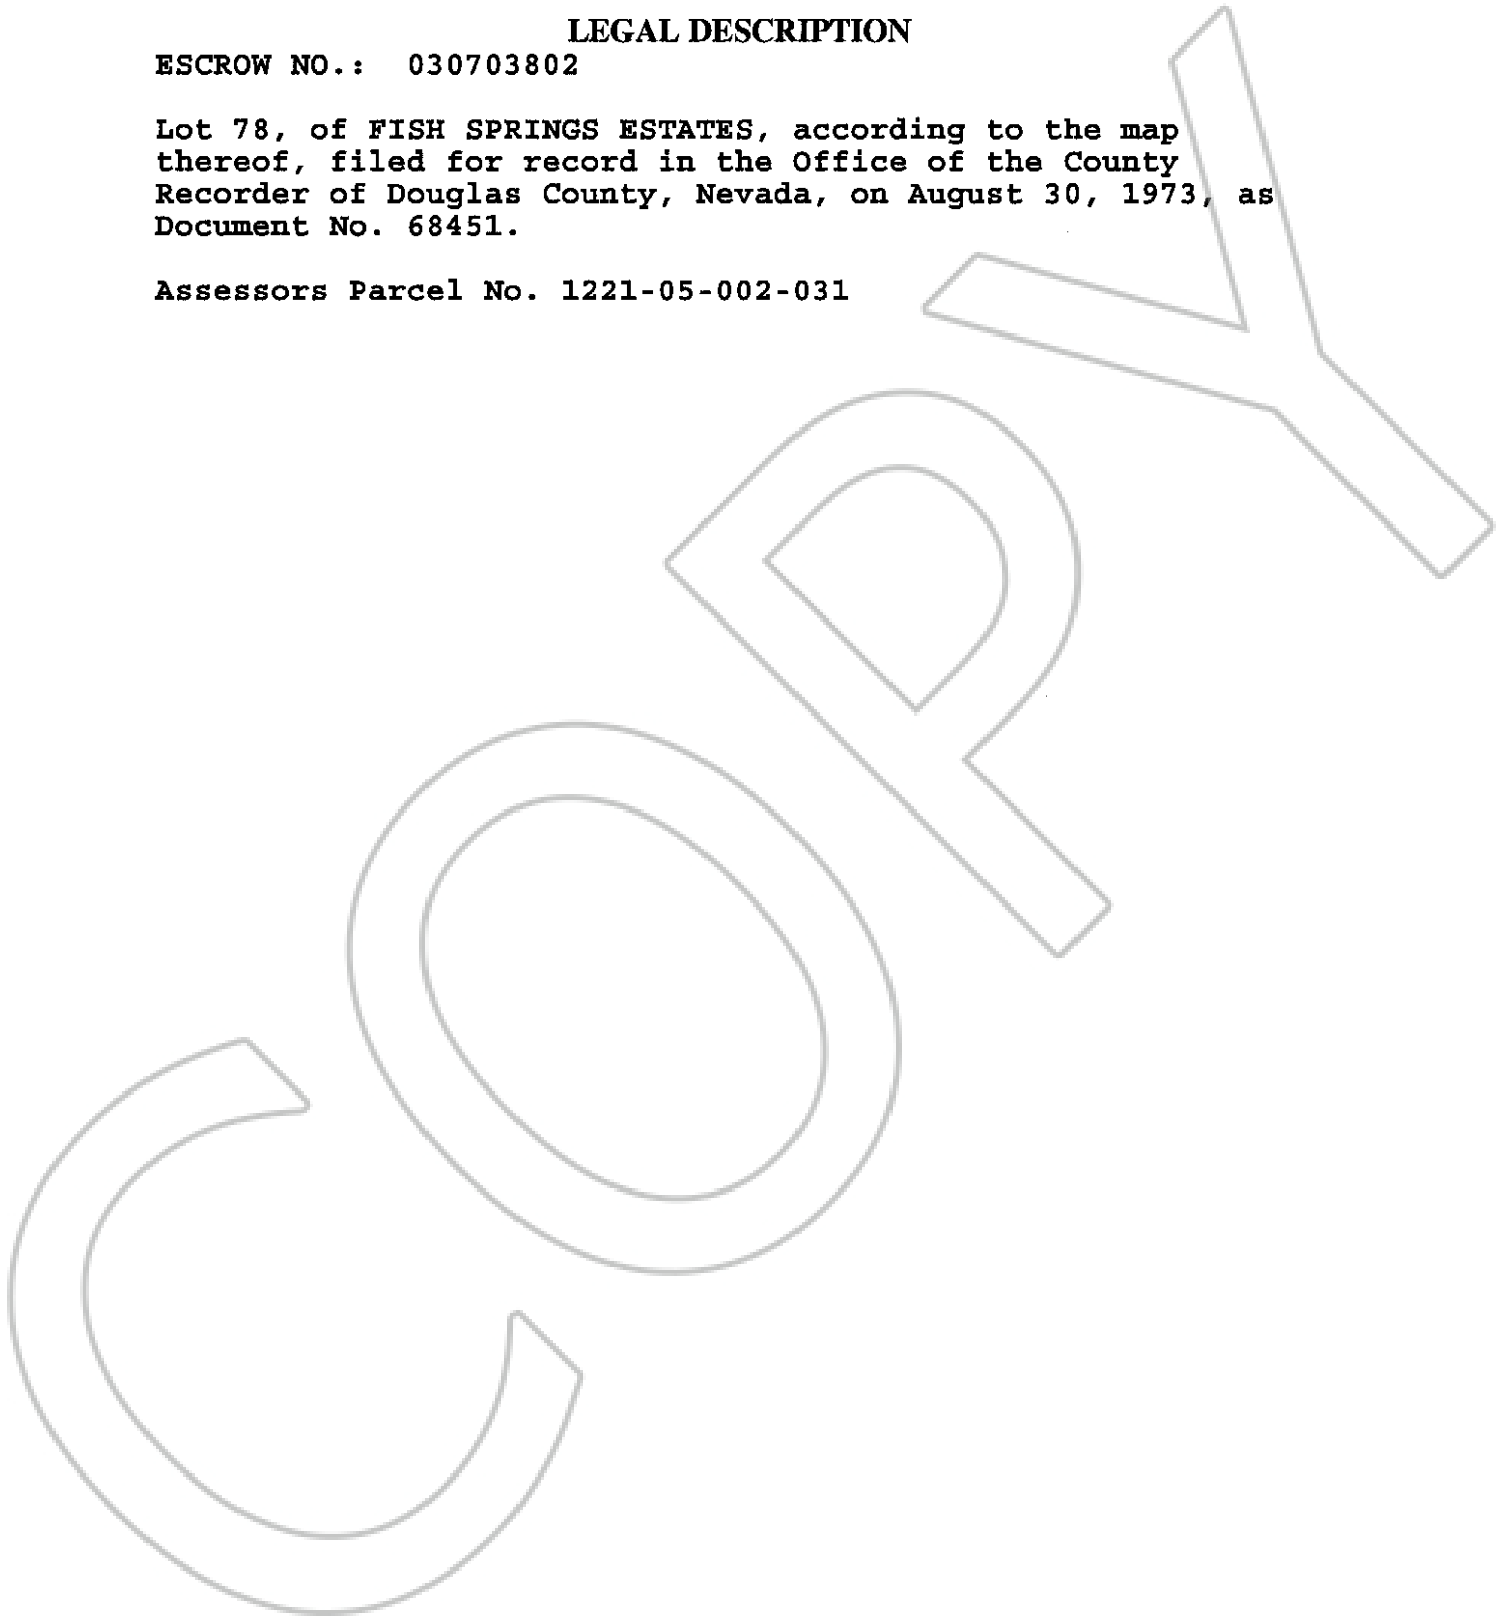 LEGAL DESCRIPTION
ESCROW NO.: 030703802
Lot 78, of FISH SPRINGS ESTATES, according to the map
thereof, filed for record in the Office of the County
Recorder of Douglas County, Nevada, on August 30, 1973, as
Document No. 68451.
Assessors Parcel No. 1221-05-002-031
COPY